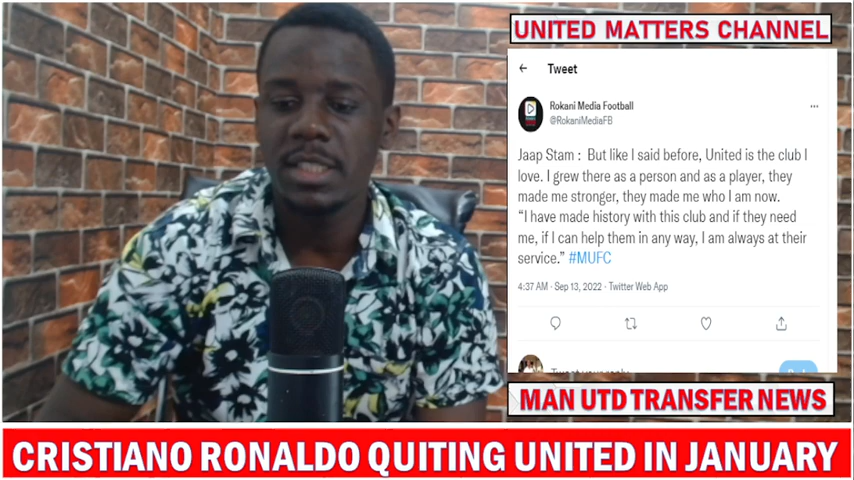 UNITED MATTERS CHANNEL
Tweet
Rokani Media Football
@RokaniMediaFB
Jaap Stam : But like I said before, United is the club I
love. I grew there as a person and as a player, they
made me stronger, they made me who I am now.
“I have made history with this club and if they need
me, if I can help them in any way, I am always at their
service.” #MUFC
4:37 AM · Sep 13, 2022 · Twitter Web App
MAN UTD TRANSFER NEWS
CRISTIANO RONALDO QUITING UNITED IN JANUARY